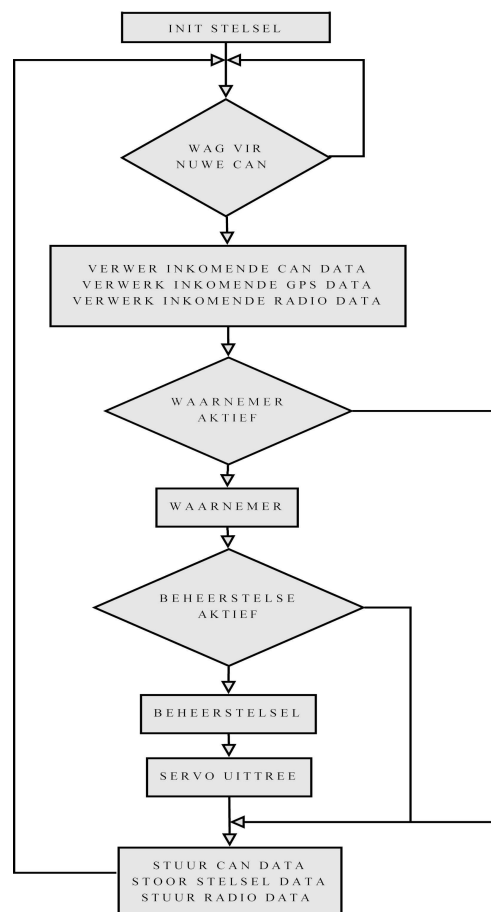 INIT STELSEL
WAG VIR
NUWE CAN
VERWER INKOMENDE CAN DATA
VERWERK INKOMENDE GPS DATA
VERWERK INKOMENDE RADIO DATA
WAARNEMER
AKTIEF
WAARNEMER
BEHEERSTELSE
AKTIEF
BEHEERSTELSEL
SERVO UITTREE
STUUR CAN DATA
STOOR STELSEL DATA
STUUR RADIO DATA